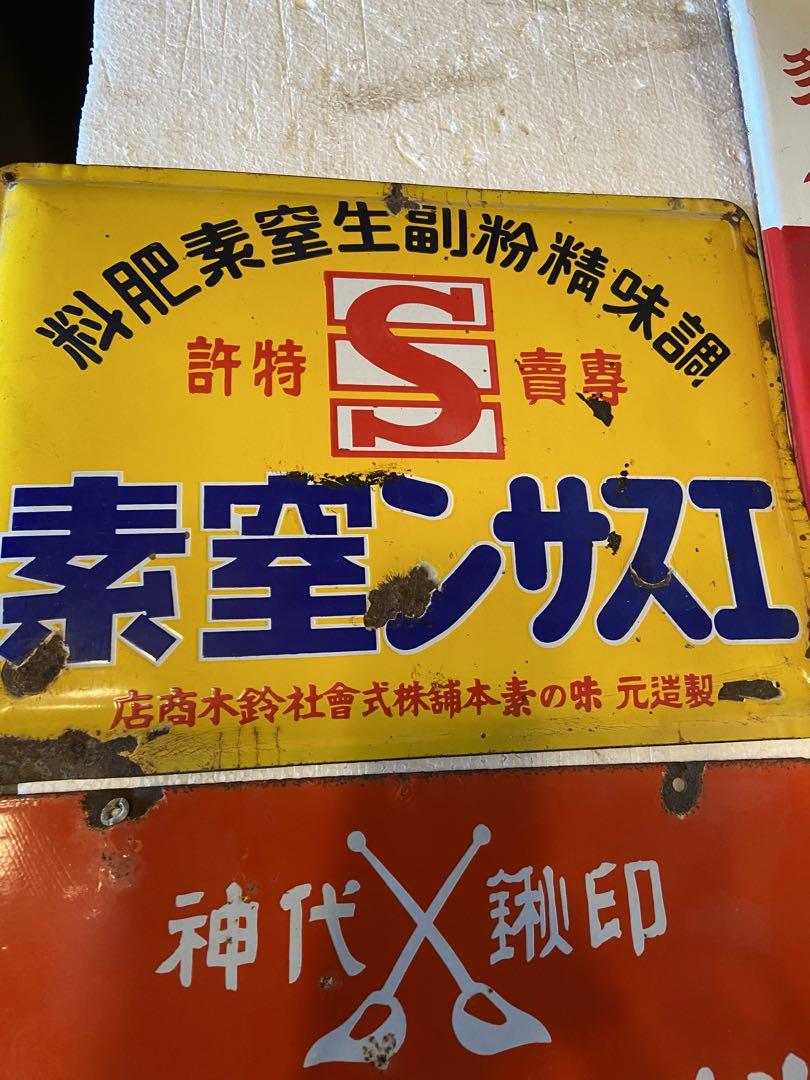 調味精粉副生窒素肥料
專賣 S 特許
エスサン窒素
製造元 味の素本舗株式會社鈴木商店
神代 鍬印